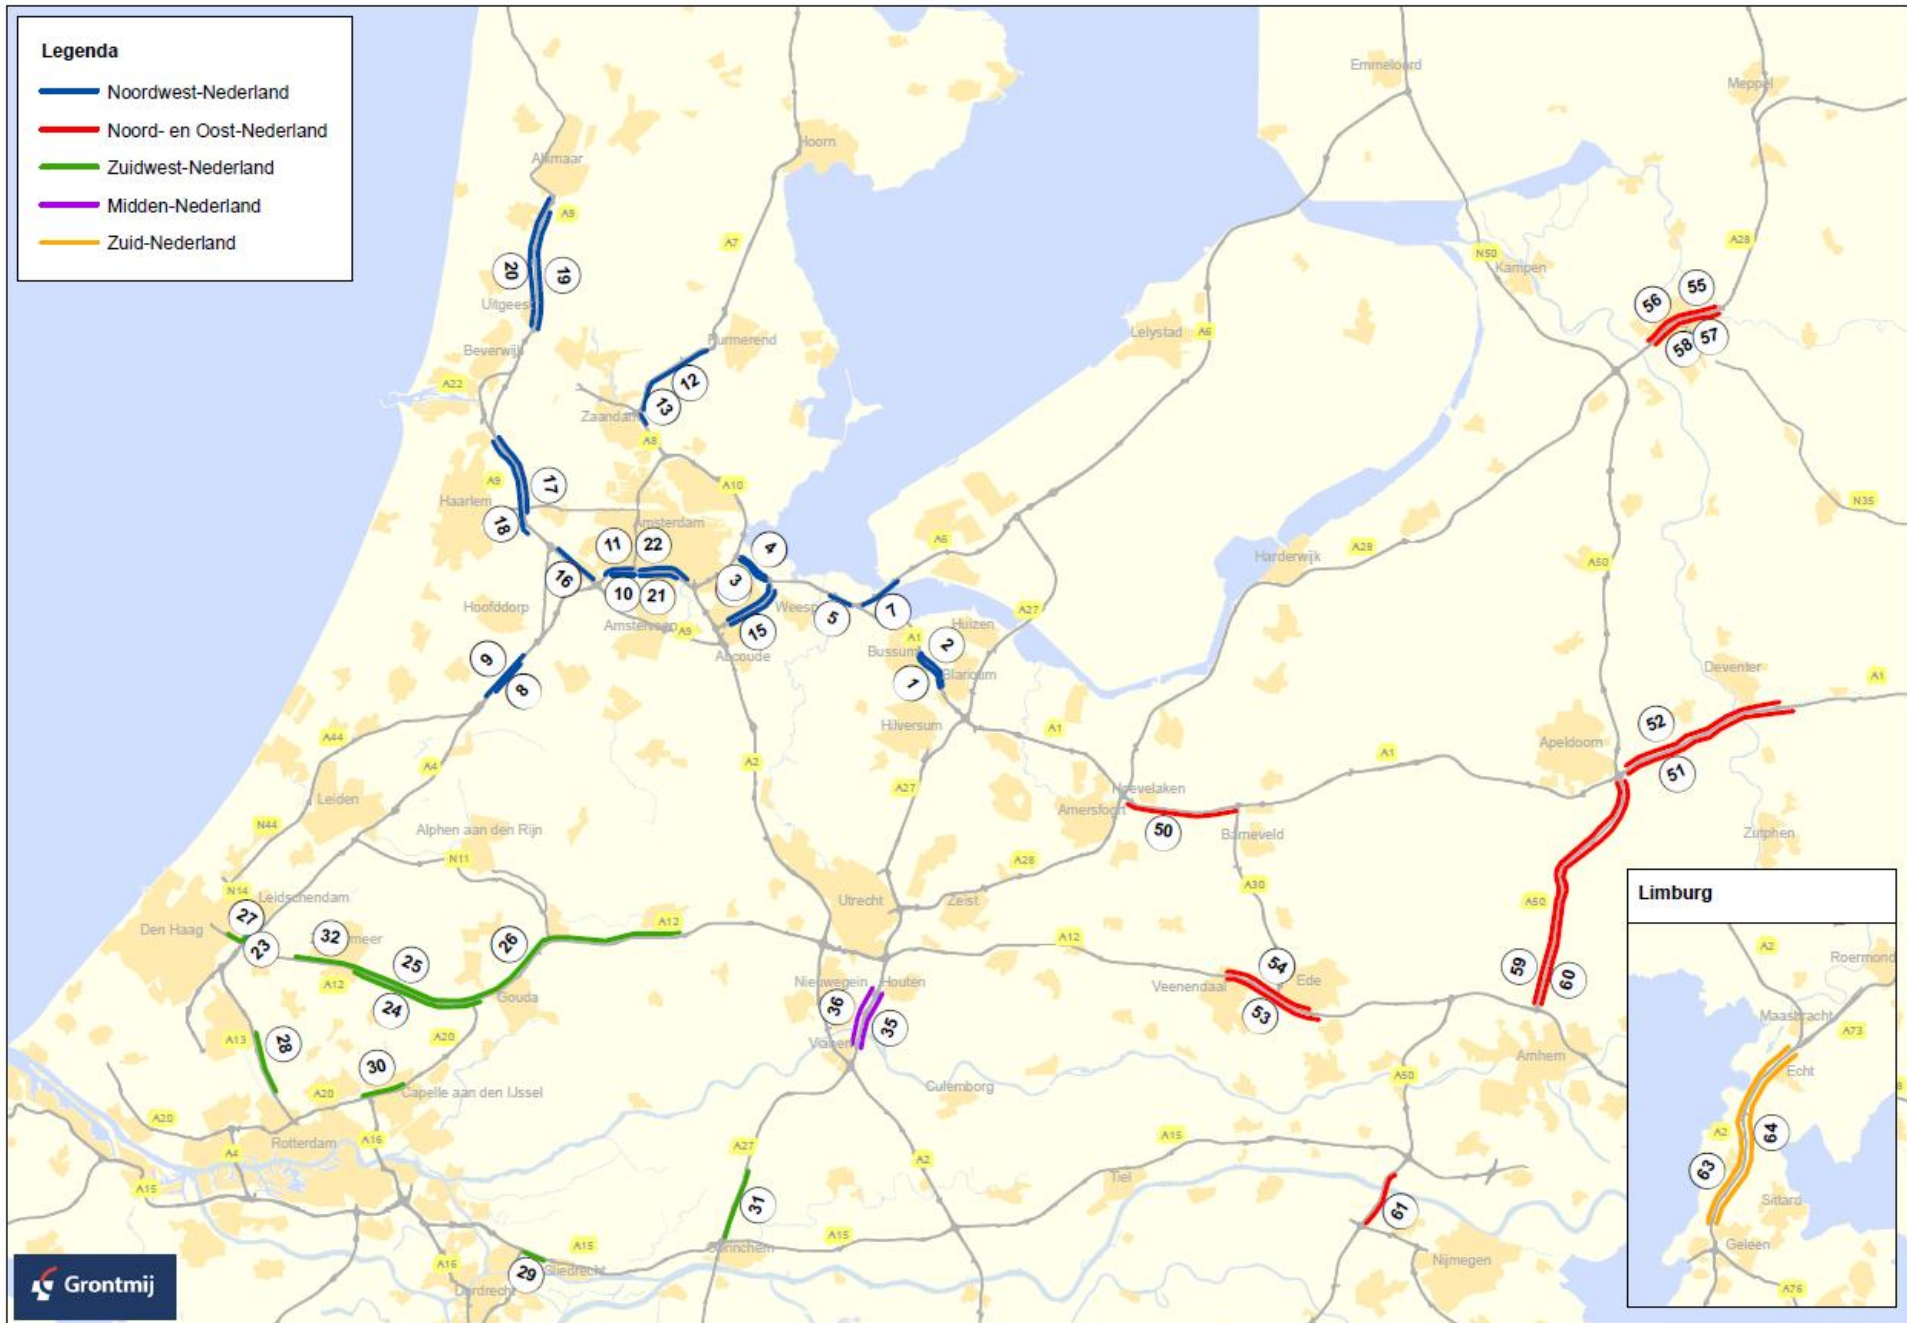 Legenda
Noordwest-Nederland
Noord- en Oost-Nederland
Zuidwest-Nederland
Midden-Nederland
Zuid-Nederland
Emmeloord
Meppel
Hoorn
Alkmaar
A9
A7
A28
N50
Kampen
20
19
Uitgeest
56
55
58
57
Lelystad
A6
Purmerend
Beverwijk
A22
12
13
Zaandam
A8
A9
17
Haarlem
A10
N35
18
Amsterdam
11
22
4
A6
Harderwijk
A28
A50
16
10
21
3
Weesp
5
7
Hoofddorp
Amstelveen
A9
15
Abcoude
Huizen
A27
A1
2
Bussum
Blaricum
1
9
8
Deventer
A1
Hilversum
A1
52
51
Apeldoorn
A1
A44
A4
A2
A27
Hoevelaken
Amersfoort
50
Barneveld
Leiden
N44
Alphen aan den Rijn
N11
Zutphen
A28
A30
Utrecht
Zeist
N14
Leidschendam
27
Den Haag
23
32
25
26
A12
A12
24
Gouda
A12
A50
59
60
Nieuwegein
Houten
36
35
Vianen
Veenendaal
54
53
Ede
Arnhem
A13
28
A20
30
A20
Capelle aan den IJssel
A20
Culemborg
A50
Rotterdam
A16
A4
A15
A27
A2
A15
Tiel
31
61
A15
A15
Gorinchem
A16
29
Sliedrecht
Dordrecht
Nijmegen
Limburg
A2
Roermond
Maasbracht
A73
Echt
A2
64
63
Sittard
Geleen
A76
Grontmij